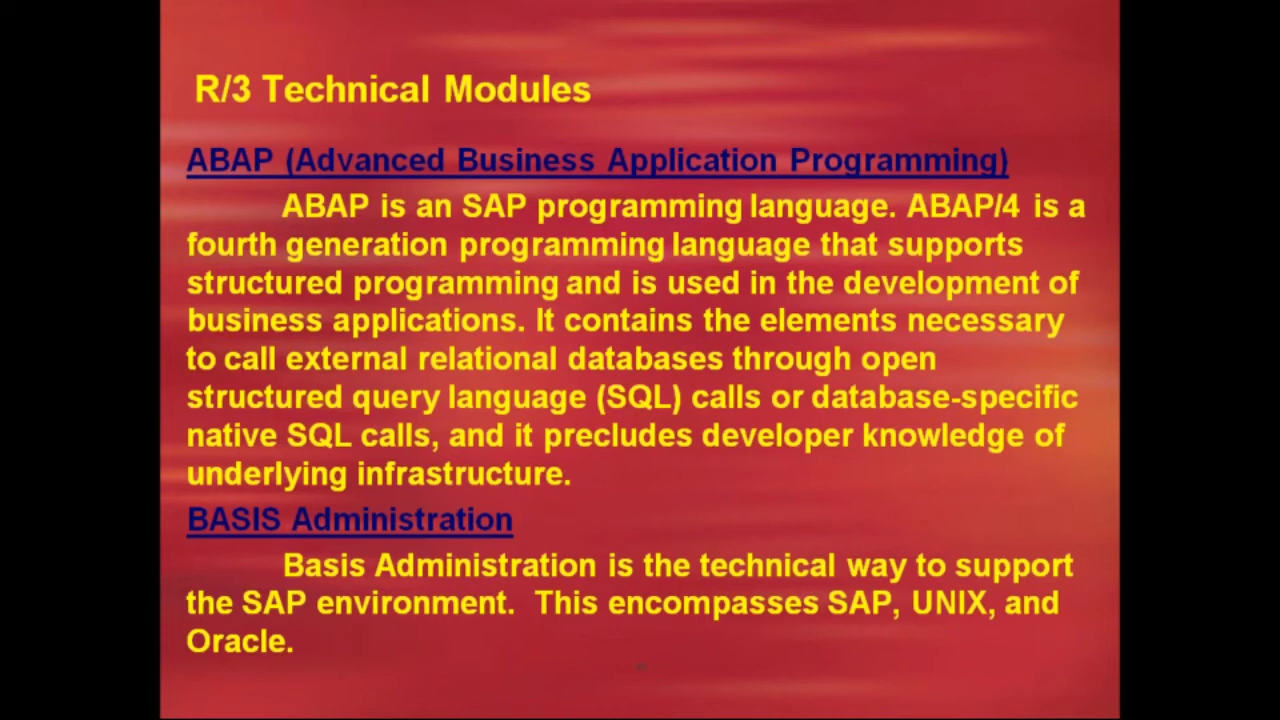 R/3 Technical Modules
ABAP (Advanced Business Application Programming)
ABAP is an SAP programming language. ABAP/4 is a
fourth generation programming language that supports
structured programming and is used in the development of
business applications. It contains the elements necessary
to call external relational databases through open
structured query language (SQL) calls or database-specific
native SQL calls, and it precludes developer knowledge of
underlying infrastructure.
BASIS Administration
Basis Administration is the technical way to support
the SAP environment. This encompasses SAP, UNIX, and
Oracle.